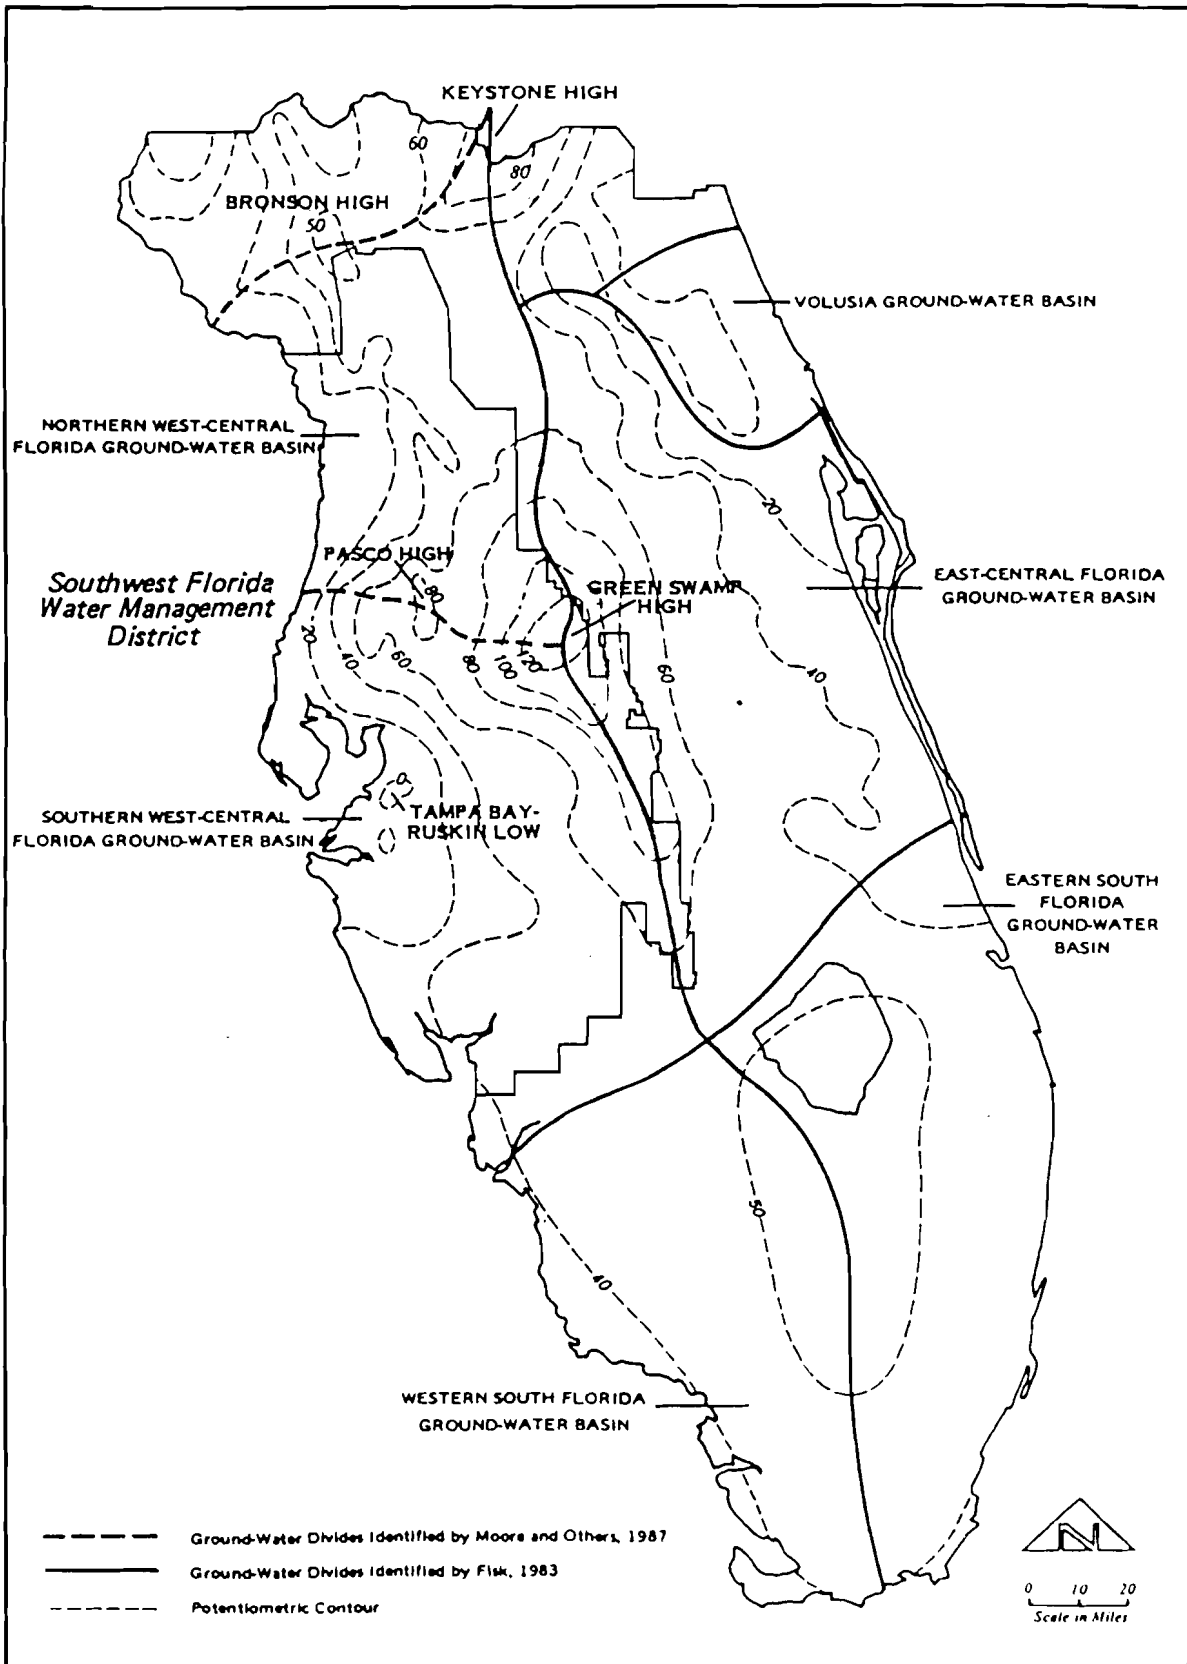 KEYSTONE HIGH
60
80
BRONSON HIGH
50
VOLUSIA GROUND-WATER BASIN
NORTHERN WEST-CENTRAL
FLORIDA GROUND-WATER BASIN
20
PASCO HIGH
80
Southwest Florida
Water Management
District
GREEN SWAMP
HIGH
EAST-CENTRAL FLORIDA
GROUND-WATER BASIN
20
40
60
80
100
120
60
40
0
SOUTHERN WEST-CENTRAL
FLORIDA GROUND-WATER BASIN
TAMPA BAY-
RUSKIN LOW
EASTERN SOUTH
FLORIDA
GROUND-WATER
BASIN
50
40
WESTERN SOUTH FLORIDA
GROUND-WATER BASIN
Ground-Water Divides Identified by Moore and Others, 1987
Ground-Water Divides Identified by Fisk, 1983
Potentiometric Contour
N
0 10 20
Scale in Miles